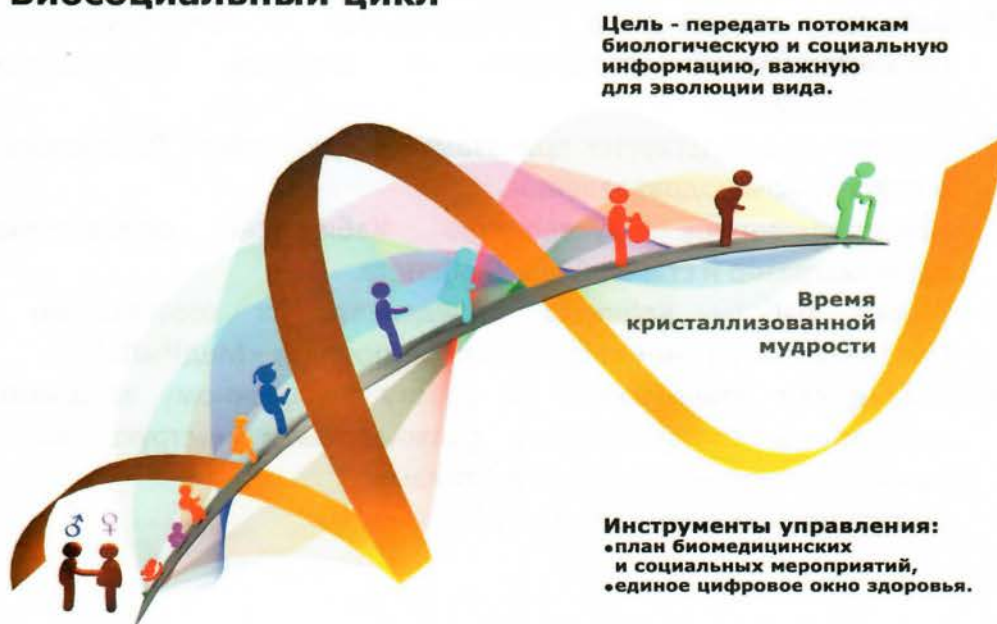 Биосоциальный цикл
Цель - передать потомкам
биологическую и социальную
информацию, важную
для эволюции вида.
Время
кристаллизованной
мудрости
♂ ♀
Инструменты управления:
•план биомедицинских
и социальных мероприятий,
•единое цифровое окно здоровья.